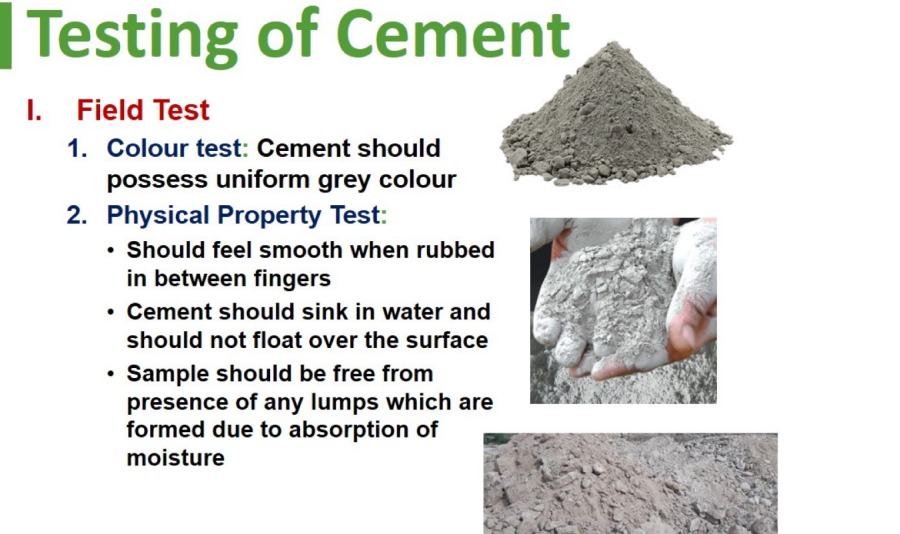 Testing of Cement
I. Field Test
1. Colour test: Cement should
possess uniform grey colour
2. Physical Property Test:
• Should feel smooth when rubbed
in between fingers
• Cement should sink in water and
should not float over the surface
• Sample should be free from
presence of any lumps which are
formed due to absorption of
moisture